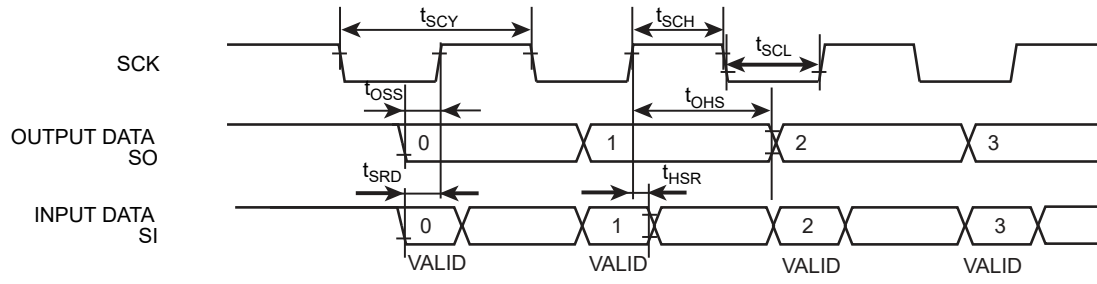 tSCY
tSCH
SCK
tSCL
tOSS
tOHS
OUTPUT DATA
SO
0
1
2
3
tSRD
tHSR
INPUT DATA
SI
0
1
2
3
VALID
VALID
VALID
VALID